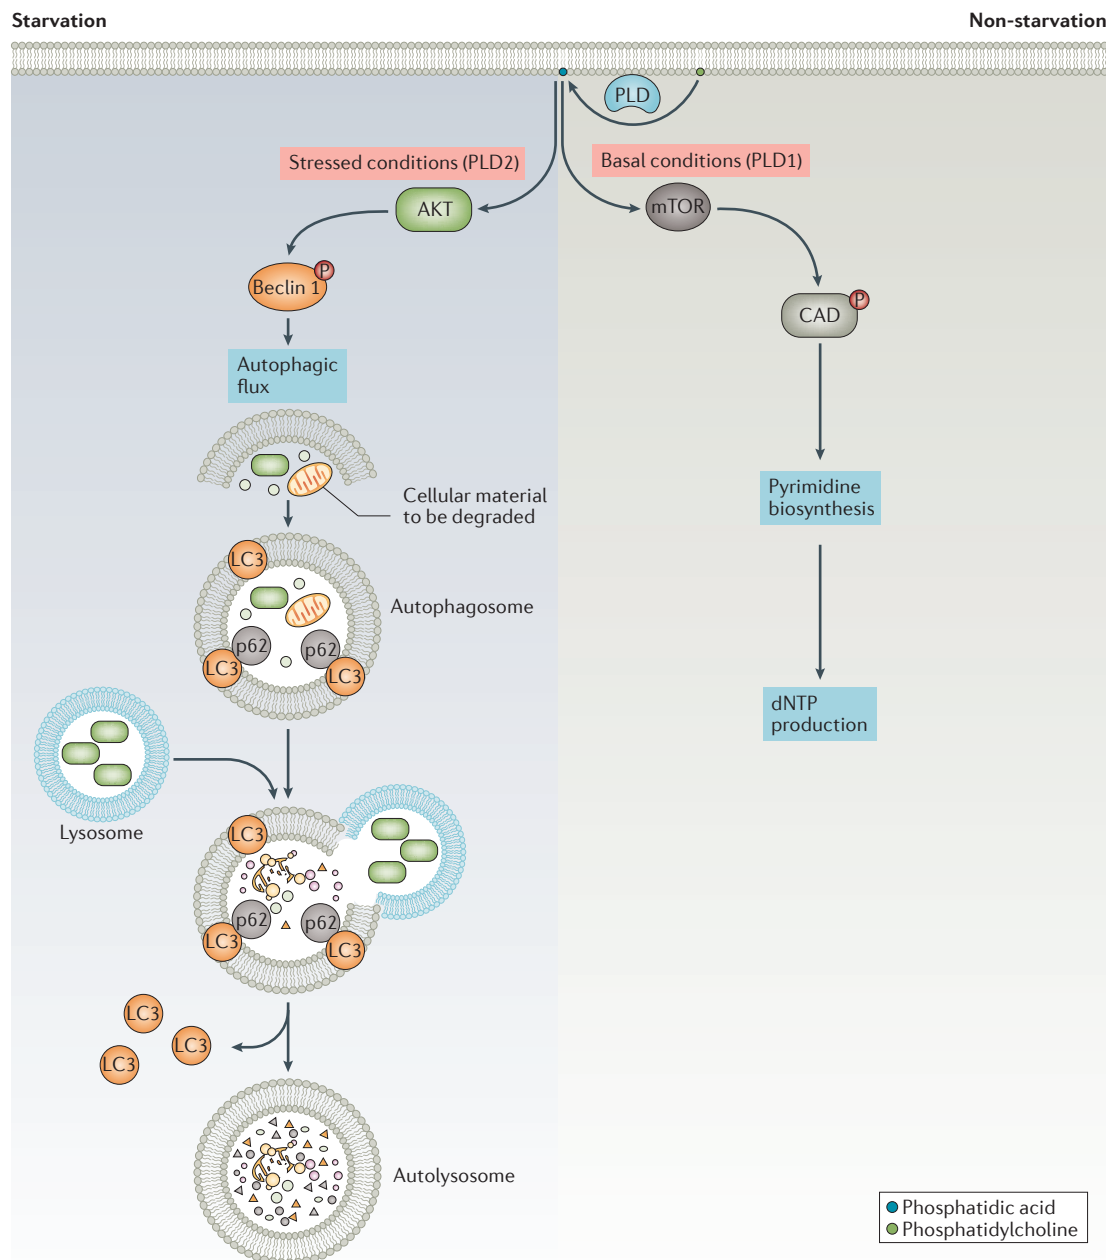 Starvation
Non-starvation
PLD
Stressed conditions (PLD2)
Basal conditions (PLD1)
AKT
mTOR
P
Beclin 1
P
CAD
Autophagic
flux
Cellular material
to be degraded
Pyrimidine
biosynthesis
LC3
Autophagosome
p62
p62
LC3
LC3
dNTP
production
Lysosome
LC3
p62
p62
LC3
LC3
LC3
LC3
LC3
Autolysosome
Phosphatidic acid
Phosphatidylcholine